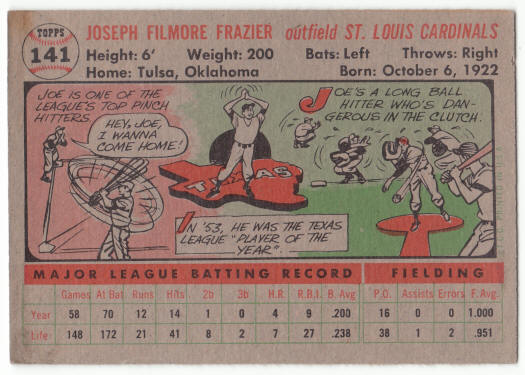 TOPPS
141
JOSEPH FILMORE FRAZIER outfield ST. LOUIS CARDINALS
Height: 6' Weight: 200 Bats: Left Throws: Right
Home: Tulsa, Oklahoma Born: October 6, 1922
JOE IS ONE OF THE
LEAGUE'S TOP PINCH
HITTERS.
HEY, JOE,
I WANNA
COME HOME!
TEXAS
IN '53, HE WAS THE TEXAS
LEAGUE "PLAYER OF THE
YEAR".
JOE'S A LONG BALL
HITTER WHO'S DAN-
GEROUS IN THE CLUTCH.
MAJOR LEAGUE BATTING RECORD FIELDING
Games At Bat Runs Hits 2b 3b H.R. R.B.I. B. Avg P.O. Assists Errors F. Avg.
Year 58 70 12 14 1 0 4 9 .200 16 0 0 1.000
Life 148 172 21 41 8 2 7 27 .238 38 1 2 .951